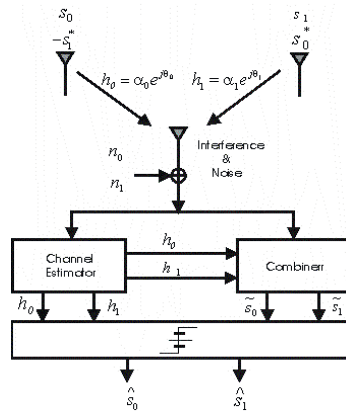 s₀ s₁
-s₁* s₀*
h₀ = α₀e^{jθ₀} h₁ = α₁e^{jθ₁}
n₀
n₁
Interference
&
Noise
Channel
Estimator
h₀
h₁
Combinerr
h₀ h₁ s̃₀ s̃₁
ŝ₀ ŝ₁